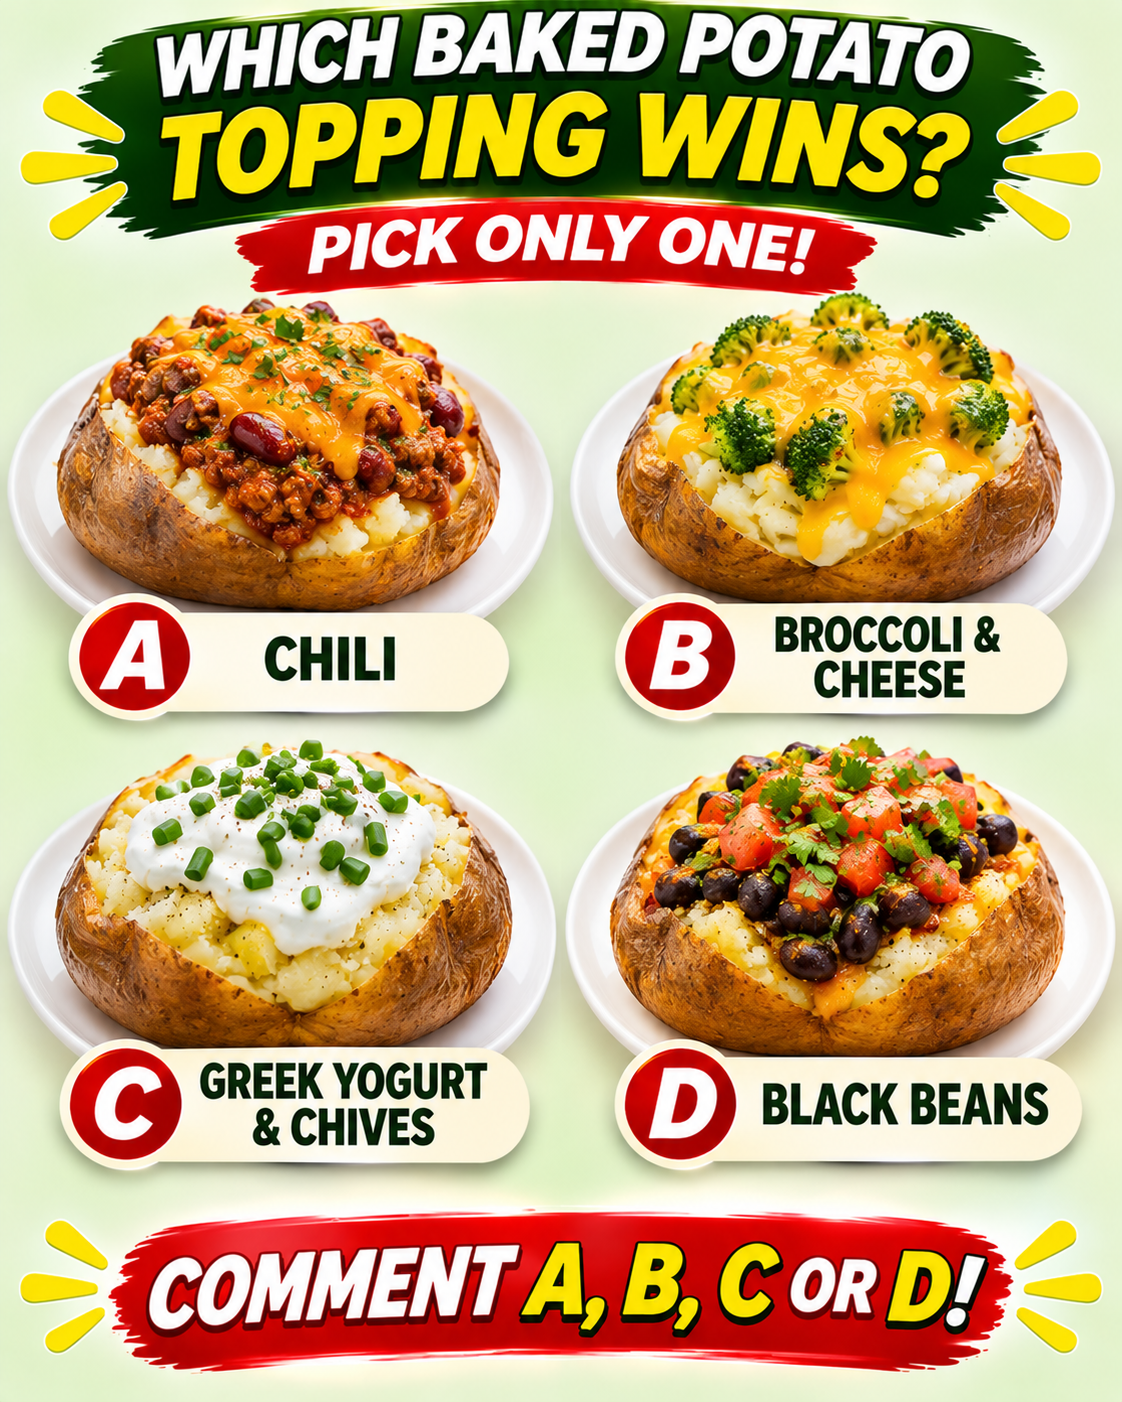 WHICH BAKED POTATO
TOPPING WINS?
PICK ONLY ONE!
A
CHILI
B
BROCCOLI &
CHEESE
C
GREEK YOGURT
& CHIVES
D
BLACK BEANS
COMMENT A, B, C OR D!